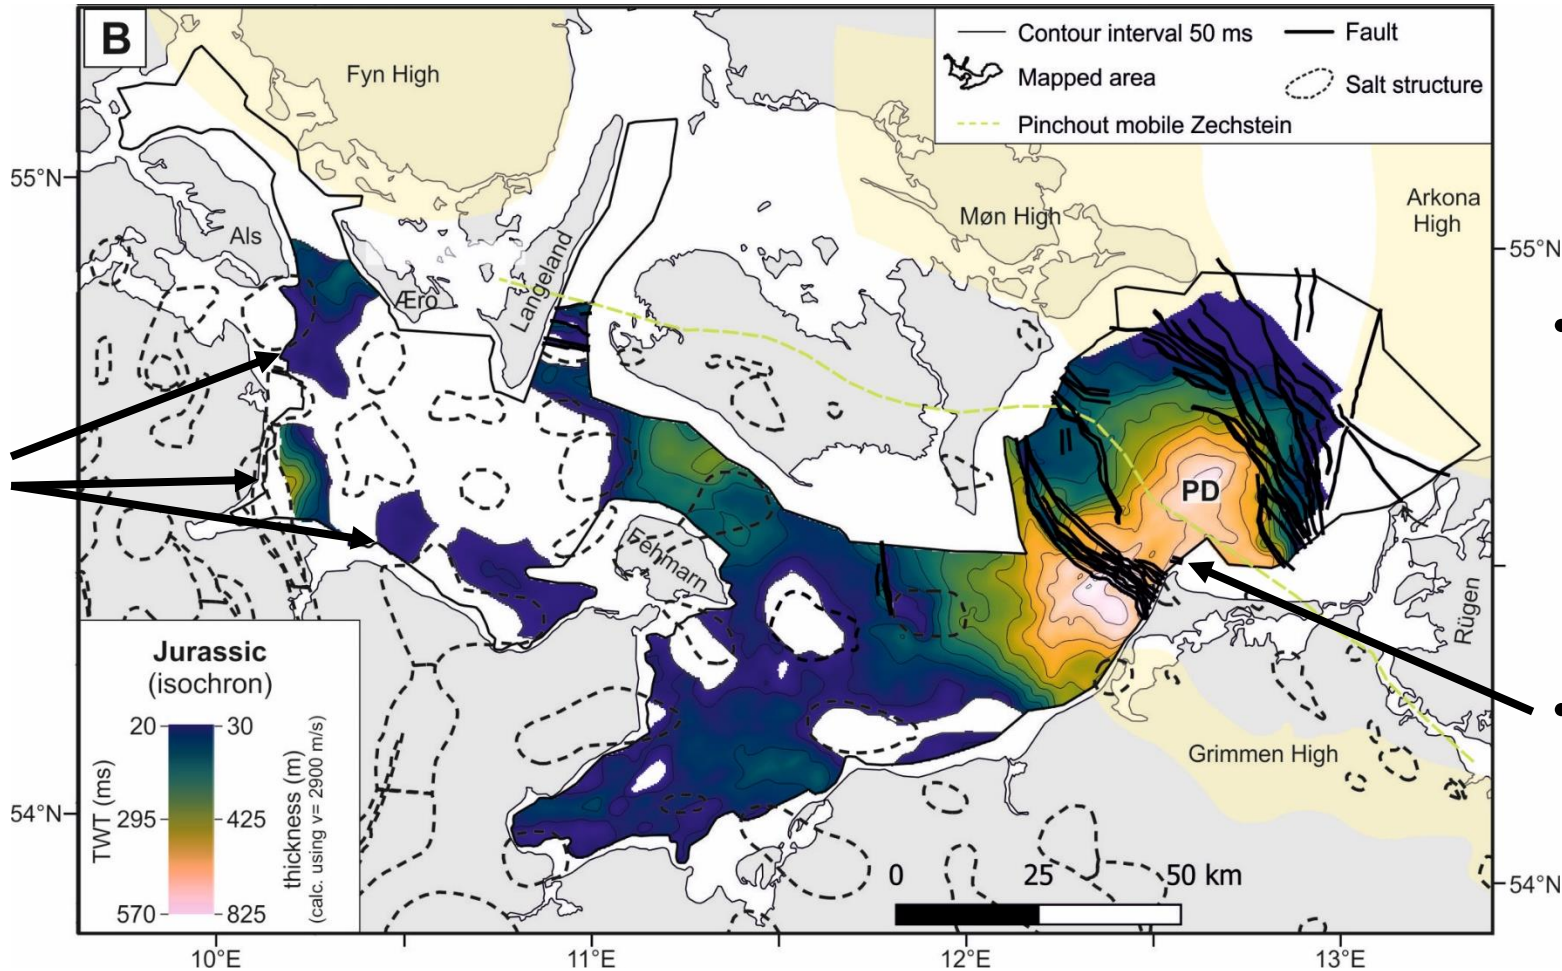 B
Contour interval 50 ms
Fault
Mapped area
Salt structure
Pinchout mobile Zechstein
Fyn High
55°N
Arkona
High
Møn High
Als
55°N
Langeland
Ærö
PD
Fehmarn
Rügen
Jurassic
(isochron)
20
30
TWT (ms)
295
425
thickness (m)
(calc. using v= 2900 m/s)
570
825
Grimmen High
54°N
0
25
50 km
54°N
10°E
11°E
12°E
13°E